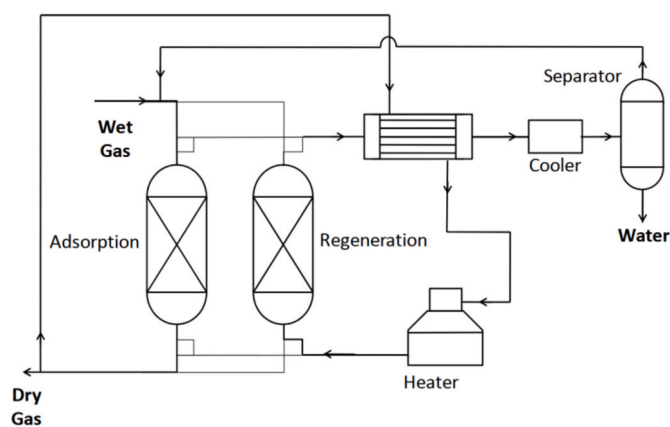 Separator
Wet
Gas
Cooler
Water
Adsorption
Regeneration
Heater
Dry
Gas